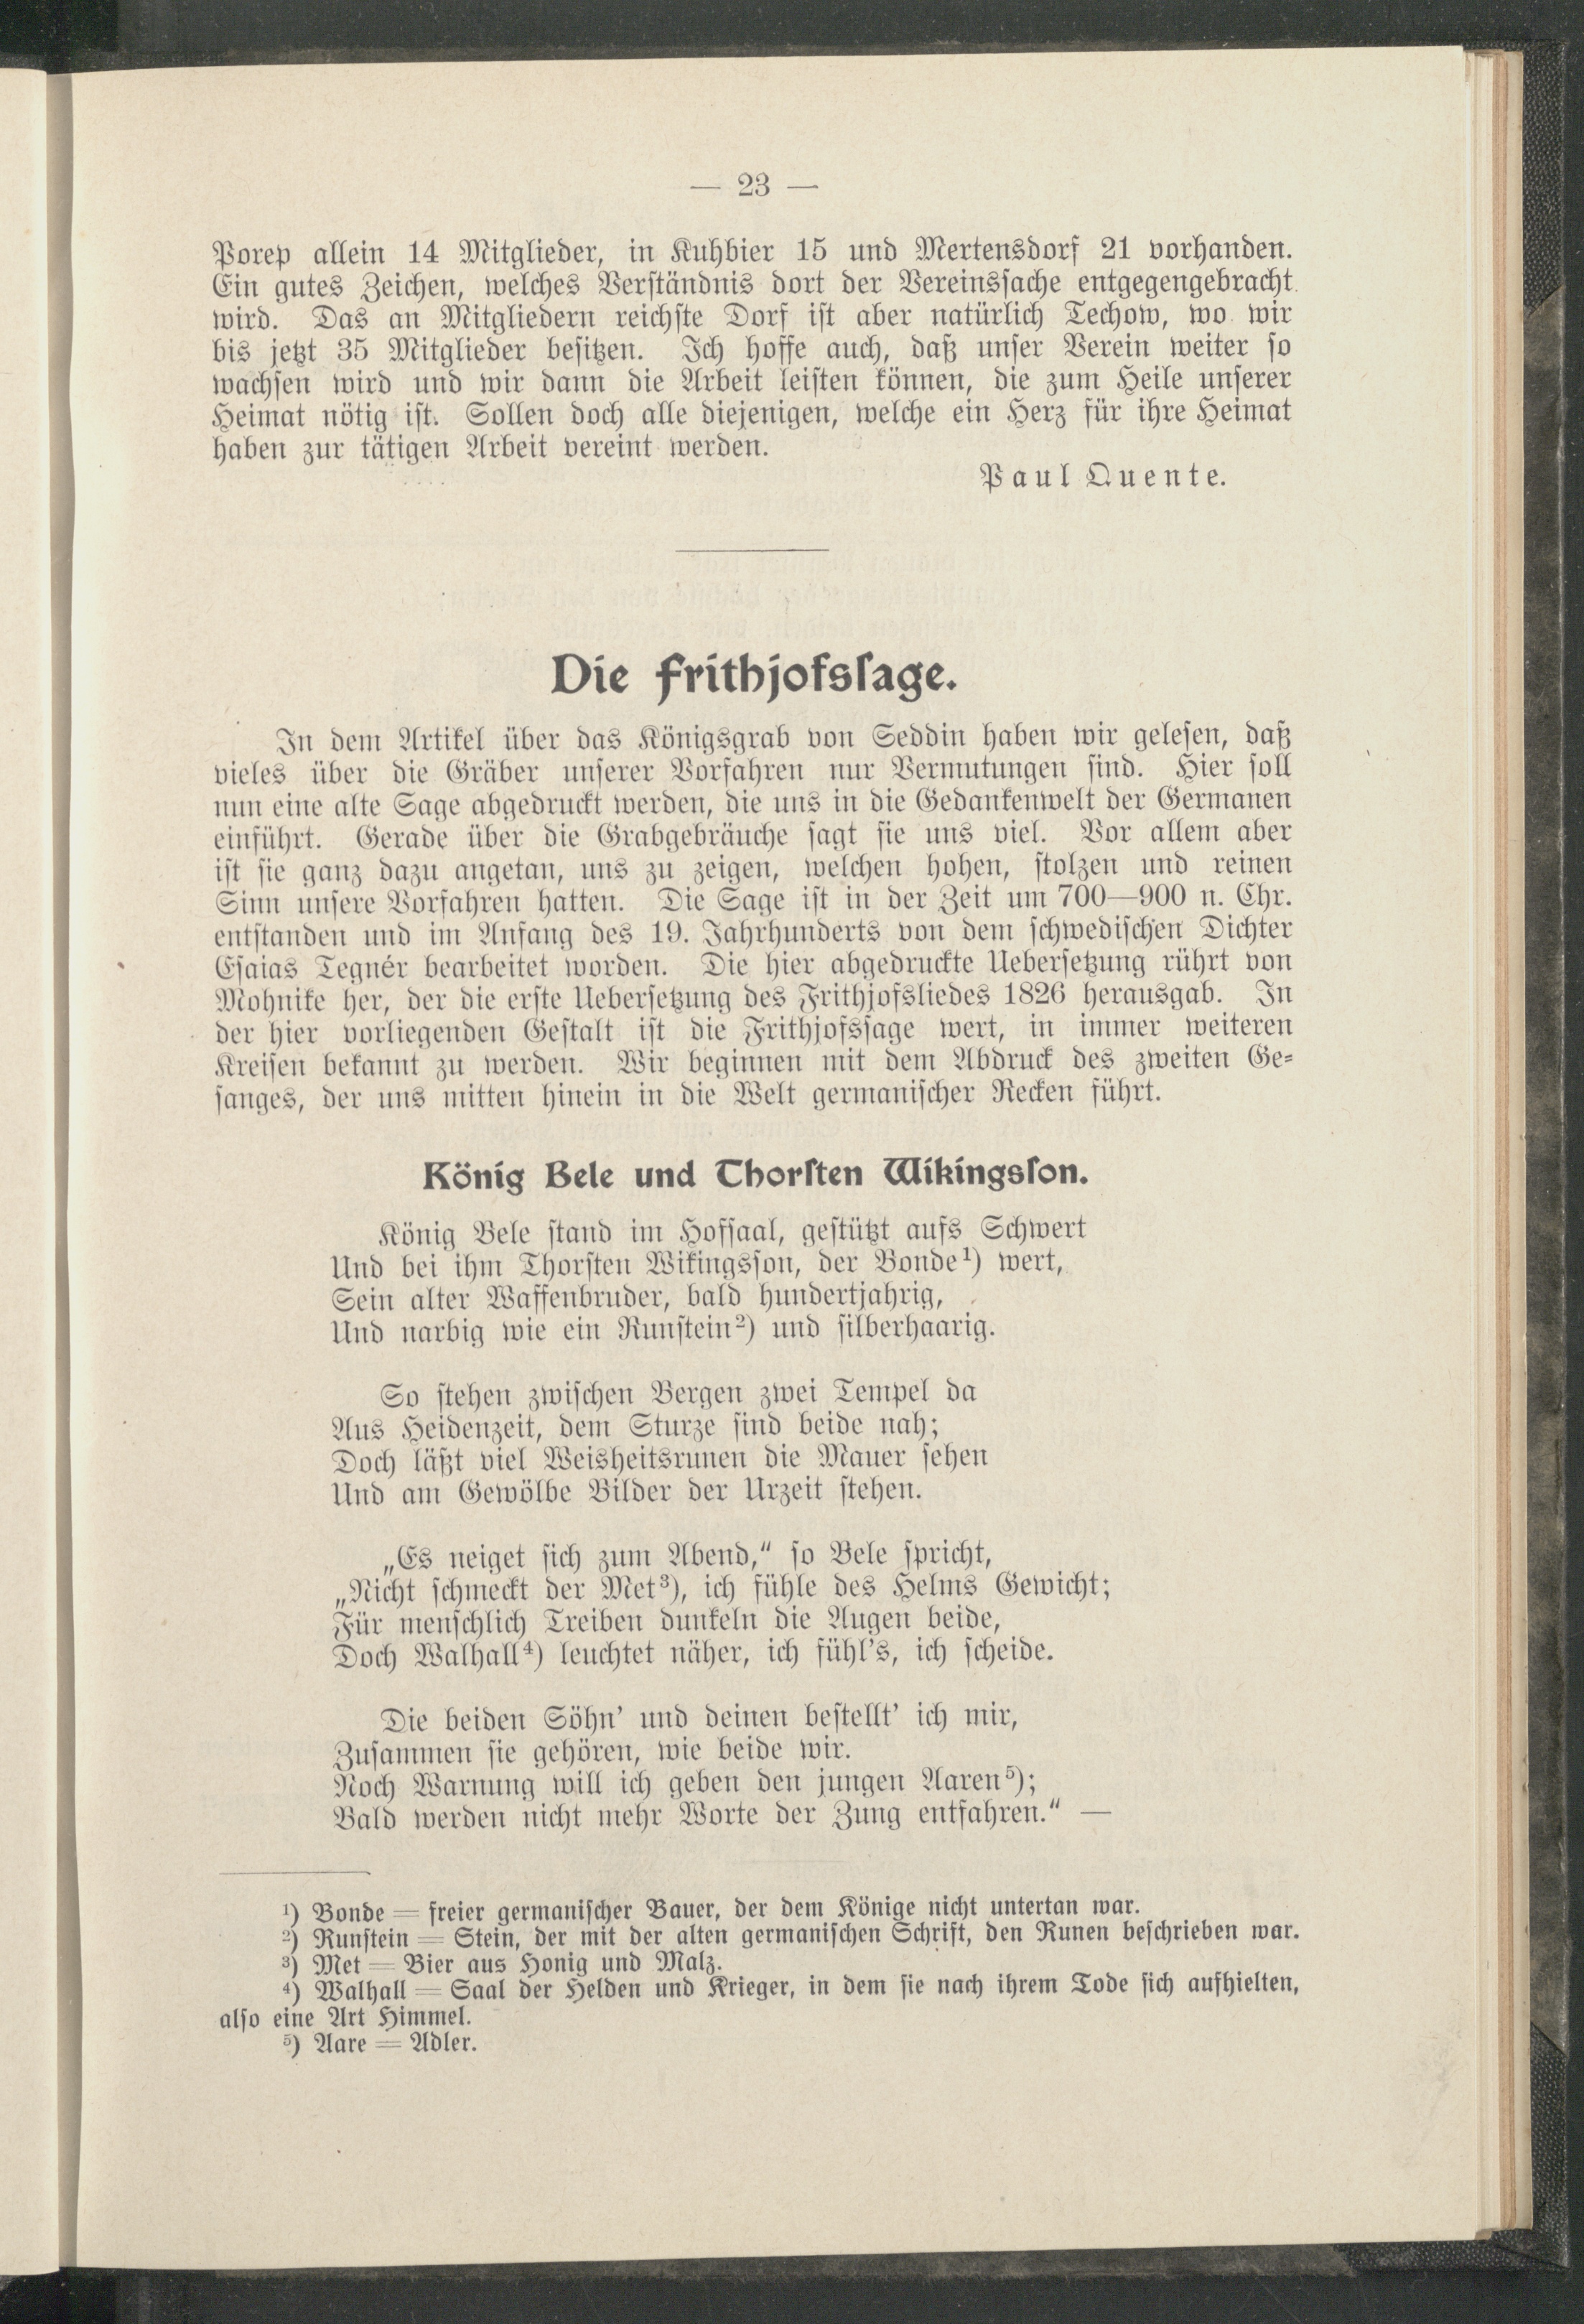 — 23 —
Porep allein 14 Mitglieder, in Kuhbier 15 und Mertensdorf 21 vorhanden.
Ein gutes Zeichen, welches Verständnis dort der Vereinssache entgegengebracht
wird. Das an Mitgliedern reichste Dorf ist aber natürlich Techow, wo wir
bis jetzt 35 Mitglieder besitzen. Ich hoffe auch, daß unser Verein weiter so
wachsen wird und wir dann die Arbeit leisten können, die zum Heile unserer
Heimat nötig ist. Sollen doch alle diejenigen, welche ein Herz für ihre Heimat
haben zur tätigen Arbeit vereint werden.
Paul Quente.
Die Frithjofssage.
In dem Artikel über das Königsgrab von Seddin haben wir gelesen, daß
vieles über die Gräber unserer Vorfahren nur Vermutungen sind. Hier soll
nun eine alte Sage abgedruckt werden, die uns in die Gedankenwelt der Germanen
einführt. Gerade über die Grabgebräuche sagt sie uns viel. Vor allem aber
ist sie ganz dazu angetan, uns zu zeigen, welchen hohen, stolzen und reinen
Sinn unsere Vorfahren hatten. Die Sage ist in der Zeit um 700—900 n. Chr.
entstanden und im Anfang des 19. Jahrhunderts von dem schwedischen Dichter
Esaias Tegnér bearbeitet worden. Die hier abgedruckte Uebersetzung rührt von
Mohnike her, der die erste Uebersetzung des Frithjofsliedes 1826 herausgab. In
der hier vorliegenden Gestalt ist die Frithjofssage wert, in immer weiteren
Kreisen bekannt zu werden. Wir beginnen mit dem Abdruck des zweiten Ge-
sanges, der uns mitten hinein in die Welt germanischer Recken führt.
König Bele und Thorsten Wikingsson.
König Bele stand im Hofsaal, gestützt aufs Schwert
Und bei ihm Thorsten Wikingsson, der Bonde¹) wert,
Sein alter Waffenbruder, bald hundertjahrig,
Und narbig wie ein Runstein²) und silberhaarig.
So stehen zwischen Bergen zwei Tempel da
Aus Heidenzeit, dem Sturze sind beide nah;
Doch läßt viel Weisheitsrunen die Mauer sehen
Und am Gewölbe Bilder der Urzeit stehen.
„Es neiget sich zum Abend,“ so Bele spricht,
„Nicht schmeckt der Met³), ich fühle des Helms Gewicht;
Für menschlich Treiben dunkeln die Augen beide,
Doch Walhall⁴) leuchtet näher, ich fühl's, ich scheide.
Die beiden Söhn' und deinen bestellt' ich mir,
Zusammen sie gehören, wie beide wir.
Noch Warnung will ich geben den jungen Aaren⁵);
Bald werden nicht mehr Worte der Zung entfahren.“ —
¹) Bonde = freier germanischer Bauer, der dem Könige nicht untertan war.
²) Runstein = Stein, der mit der alten germanischen Schrift, den Runen beschrieben war.
³) Met = Bier aus Honig und Malz.
⁴) Walhall = Saal der Helden und Krieger, in dem sie nach ihrem Tode sich aufhielten,
also eine Art Himmel.
⁵) Aare = Adler.